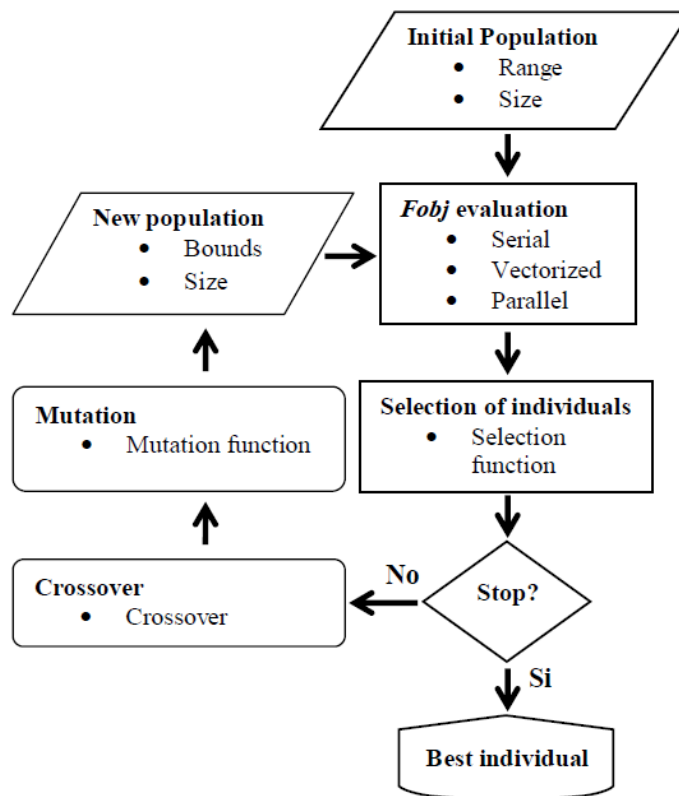 Initial Population
• Range
• Size
New population
• Bounds
• Size
Fobj evaluation
• Serial
• Vectorized
• Parallel
Mutation
• Mutation function
Selection of individuals
• Selection
function
Crossover
• Crossover
No
Stop?
Si
Best individual